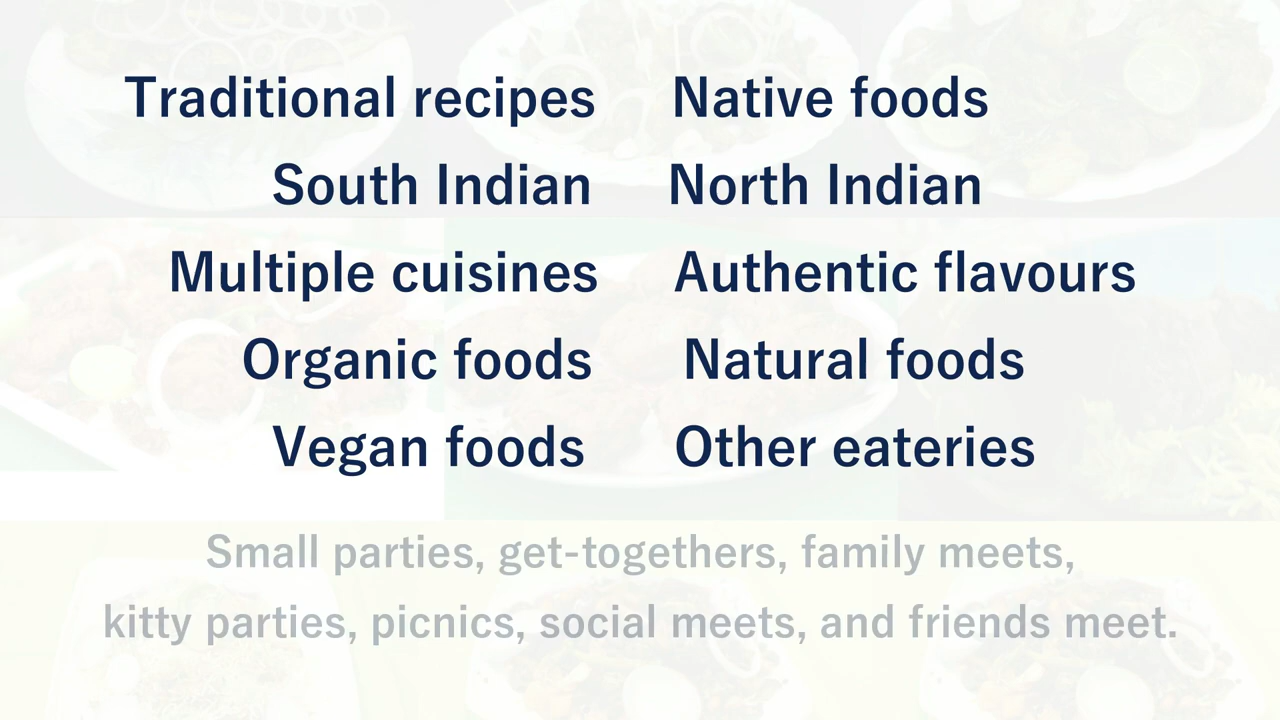 Traditional recipes Native foods
South Indian North Indian
Multiple cuisines Authentic flavours
Organic foods Natural foods
Vegan foods Other eateries
Small parties, get-togethers, family meets,
kitty parties, picnics, social meets, and friends meet.